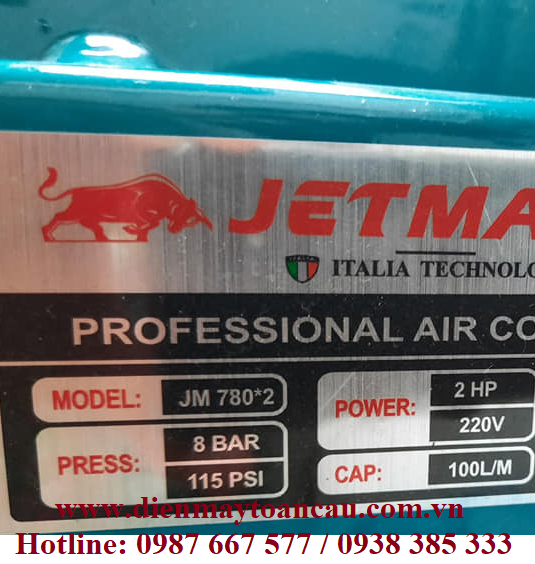 JETMA
ITALIA TECHNOLO
PROFESSIONAL AIR CO
MODEL: JM 780*2
POWER: 2 HP
220V
PRESS: 8 BAR
115 PSI
CAP: 100L/M
www.dienmaytoancau.com.vn
Hotline: 0987 667 577 / 0938 385 333